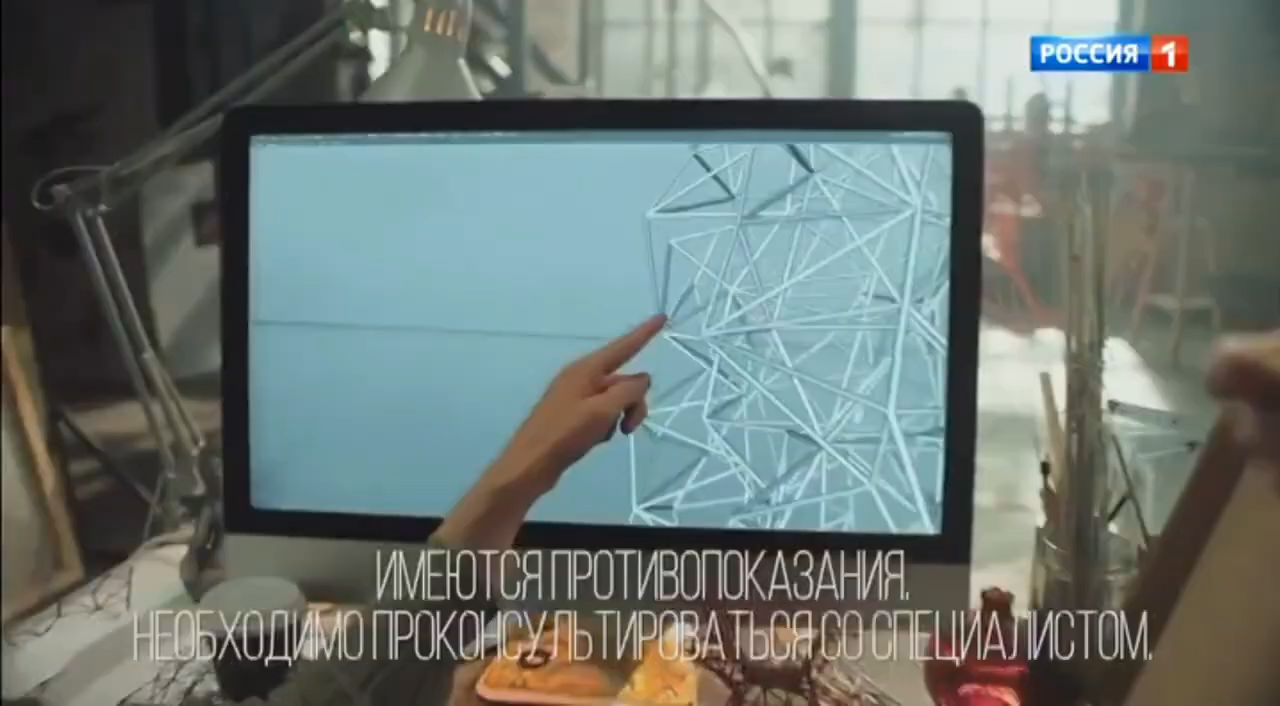 РОССИЯ 1
ИМЕЮТСЯ ПРОТИВОПОКАЗАНИЯ.
НЕОБХОДИМО ПРОКОНСУЛЬТИРОВАТЬСЯ СО СПЕЦИАЛИСТОМ.